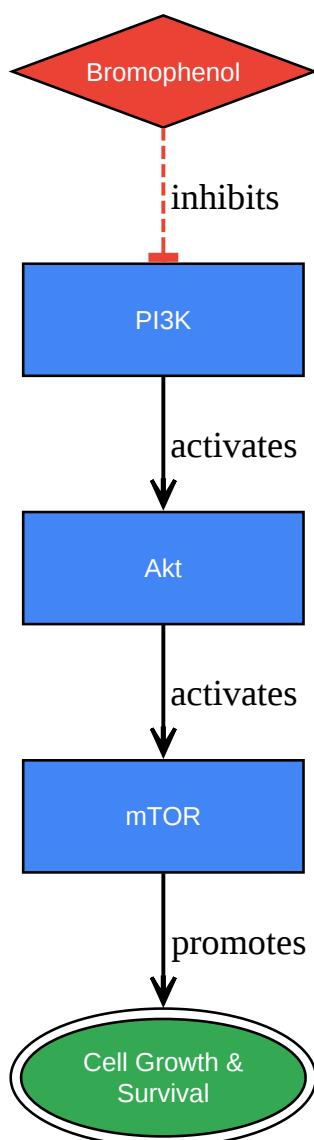 Bromophenol
inhibits
PI3K
activates
Akt
activates
mTOR
promotes
Cell Growth &
Survival